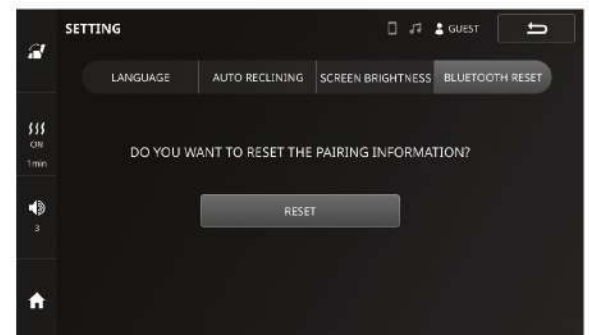 SETTING
GUEST
LANGUAGE
AUTO RECLINING
SCREEN BRIGHTNESS
BLUETOOTH RESET
ON
1min
DO YOU WANT TO RESET THE PAIRING INFORMATION?
3
RESET